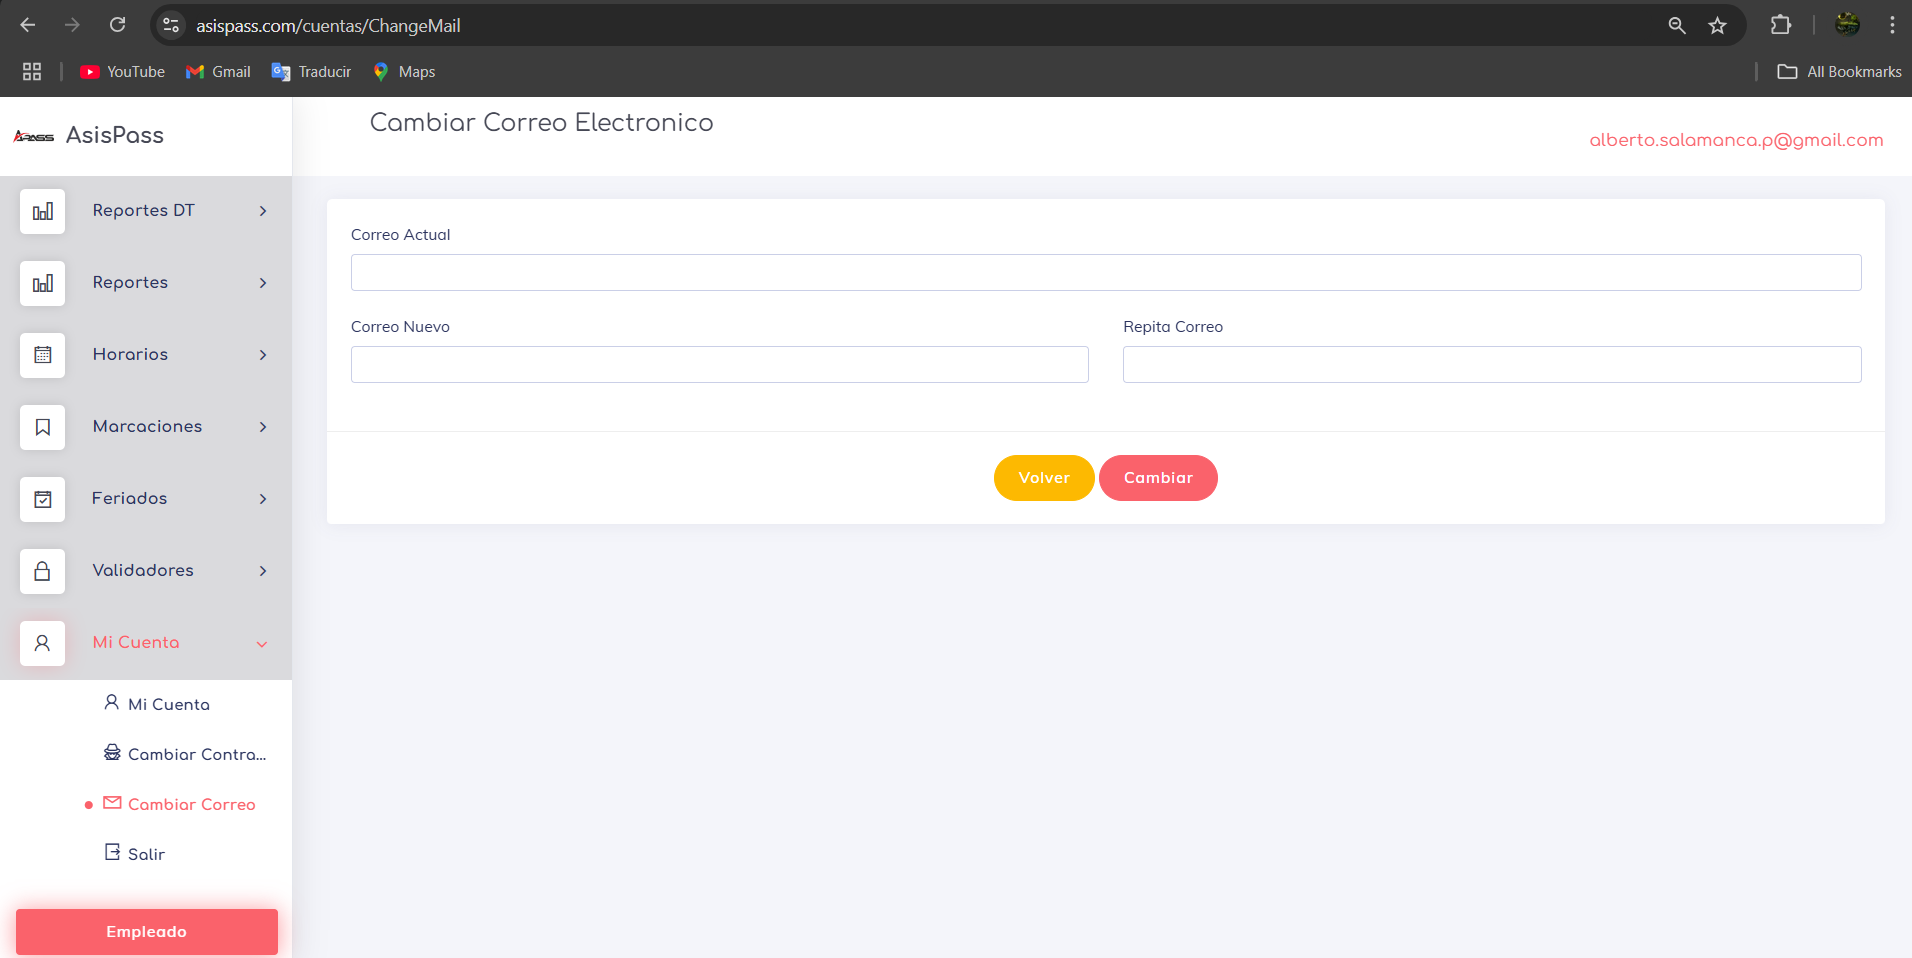 asispass.com/cuentas/ChangeMail
YouTube Gmail Traducir Maps All Bookmarks
APASS AsisPass
Cambiar Correo Electronico
alberto.salamanca.p@gmail.com
Reportes DT
Reportes
Horarios
Marcaciones
Feriados
Validadores
Mi Cuenta
Mi Cuenta
Cambiar Contra...
Cambiar Correo
Salir
Empleado
Correo Actual
Correo Nuevo Repita Correo
Volver Cambiar